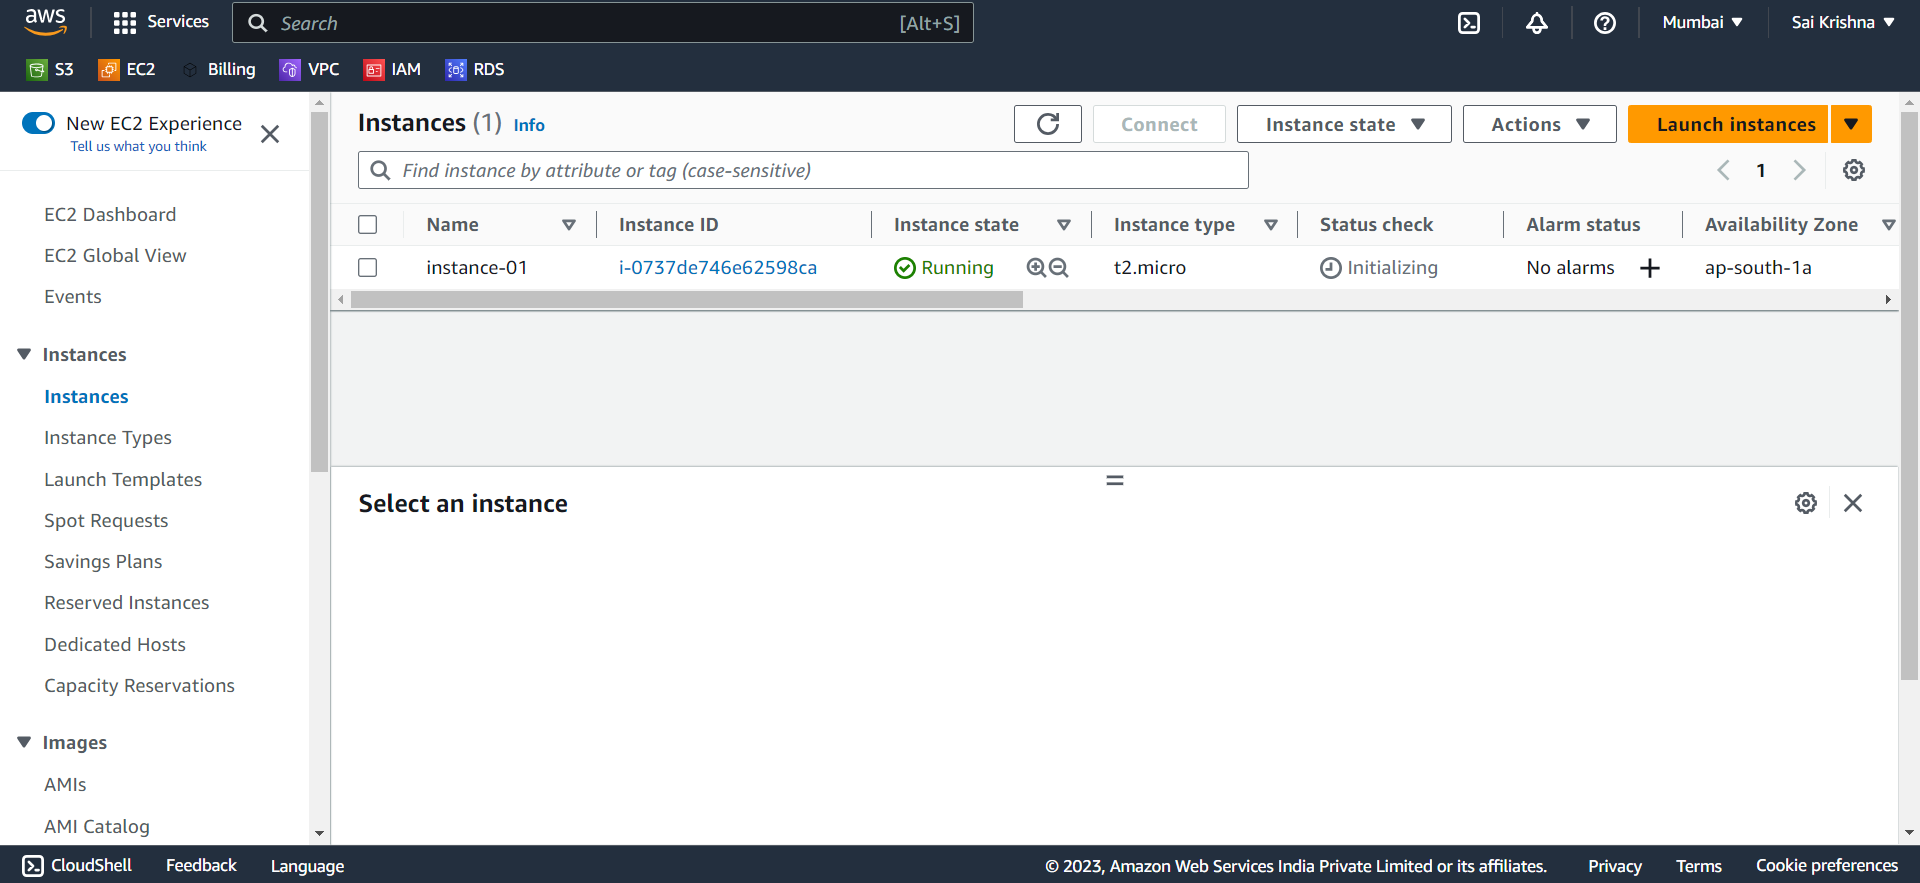 aws Services Search [Alt+S] Mumbai Sai Krishna
S3 EC2 Billing VPC IAM RDS
New EC2 Experience
Tell us what you think
EC2 Dashboard
EC2 Global View
Events
Instances
Instances
Instance Types
Launch Templates
Spot Requests
Savings Plans
Reserved Instances
Dedicated Hosts
Capacity Reservations
Images
AMIs
AMI Catalog
Instances (1) Info Connect Instance state Actions Launch instances
Find instance by attribute or tag (case-sensitive) 1
Name Instance ID Instance state Instance type Status check Alarm status Availability Zone
instance-01 i-0737de746e62598ca Running t2.micro Initializing No alarms ap-south-1a
Select an instance
CloudShell Feedback Language © 2023, Amazon Web Services India Private Limited or its affiliates. Privacy Terms Cookie preferences